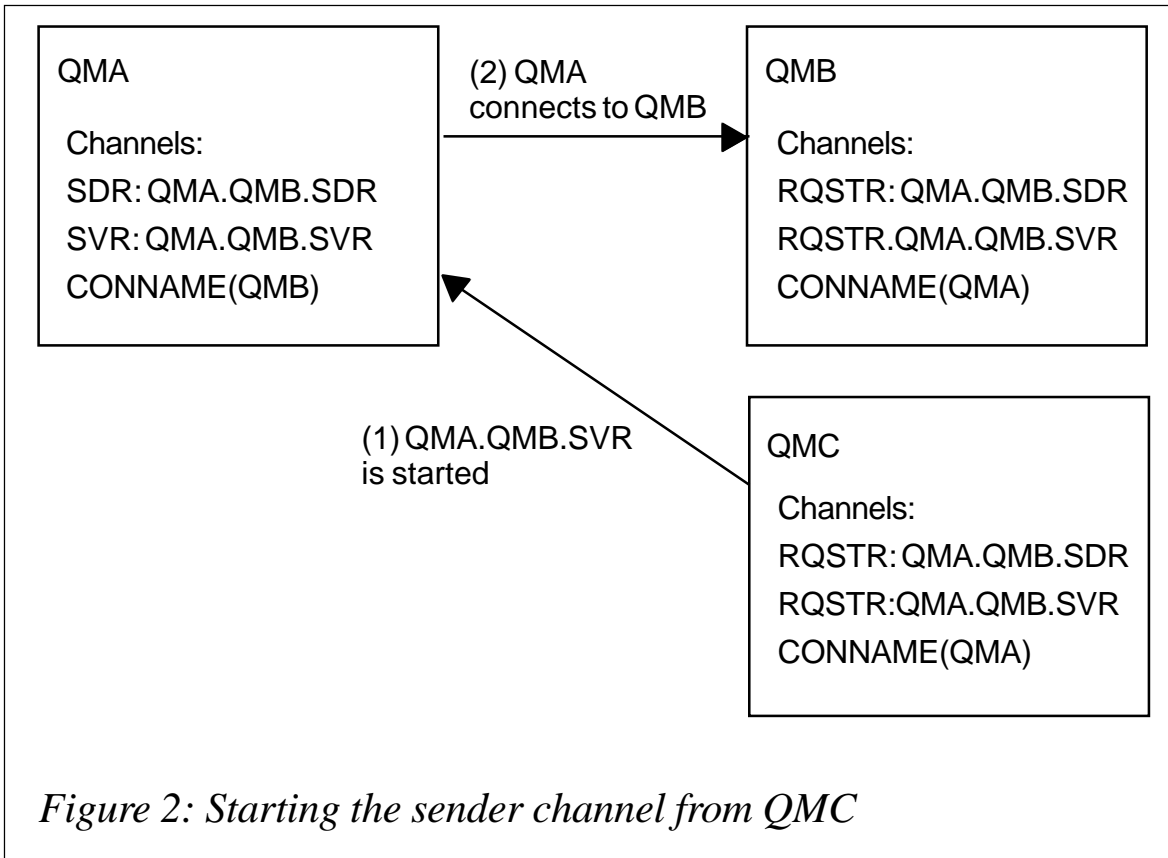 QMA
Channels:
SDR: QMA.QMB.SDR
SVR: QMA.QMB.SVR
CONNAME(QMB)
(2) QMA
connects to QMB
QMB
Channels:
RQSTR: QMA.QMB.SDR
RQSTR.QMA.QMB.SVR
CONNAME(QMA)
(1) QMA.QMB.SVR
is started
QMC
Channels:
RQSTR: QMA.QMB.SDR
RQSTR:QMA.QMB.SVR
CONNAME(QMA)
Figure 2: Starting the sender channel from QMC